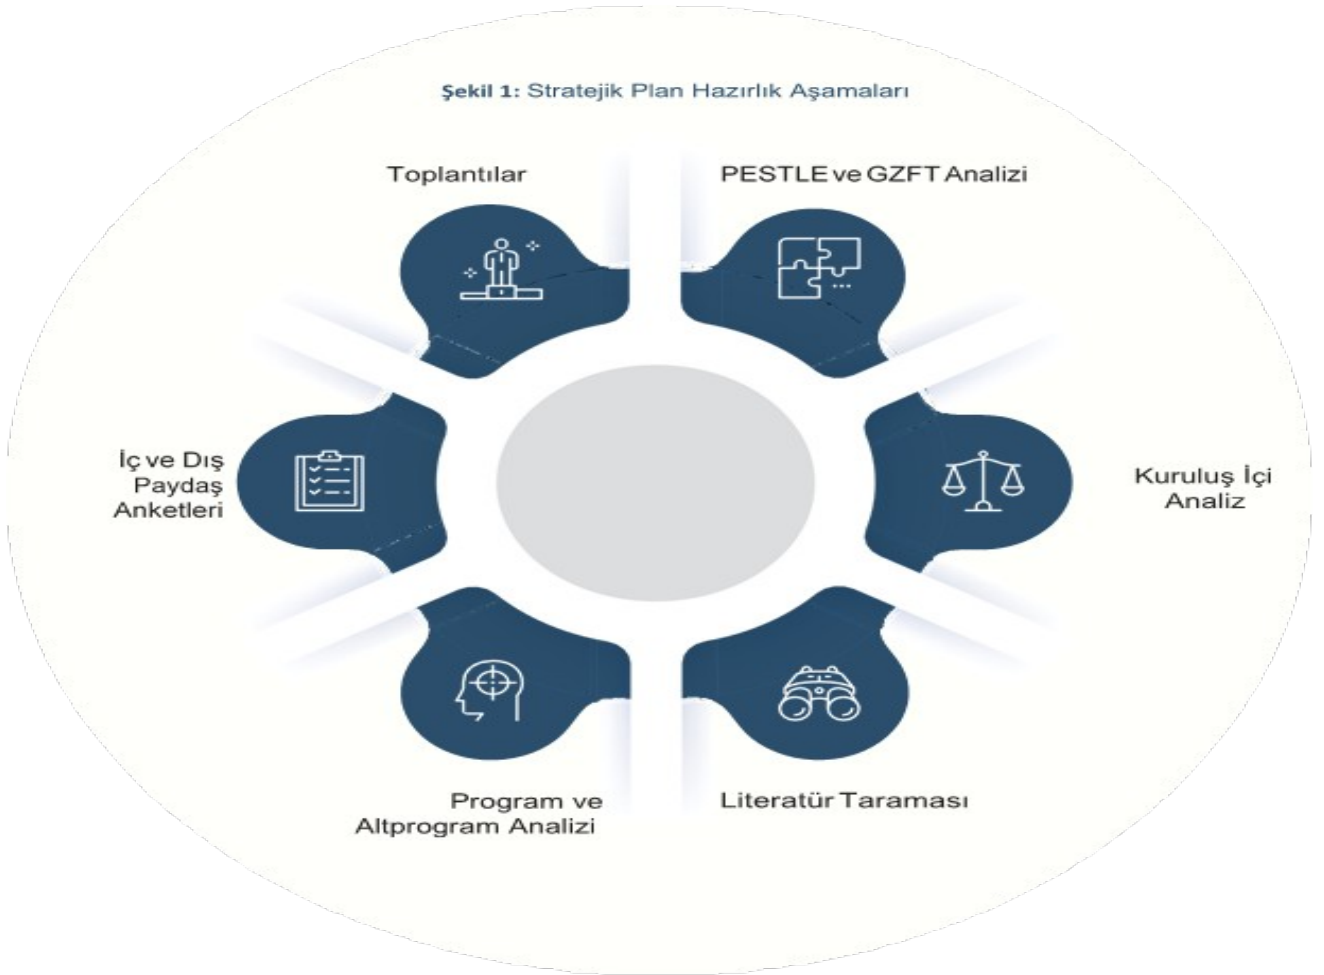 Şekil 1: Stratejik Plan Hazırlık Aşamaları
Toplantılar
PESTLE ve GZFT Analizi
İç ve Dış
Paydaş
Anketleri
Kuruluş İçi
Analiz
Program ve
Altprogram Analizi
Literatür Taraması